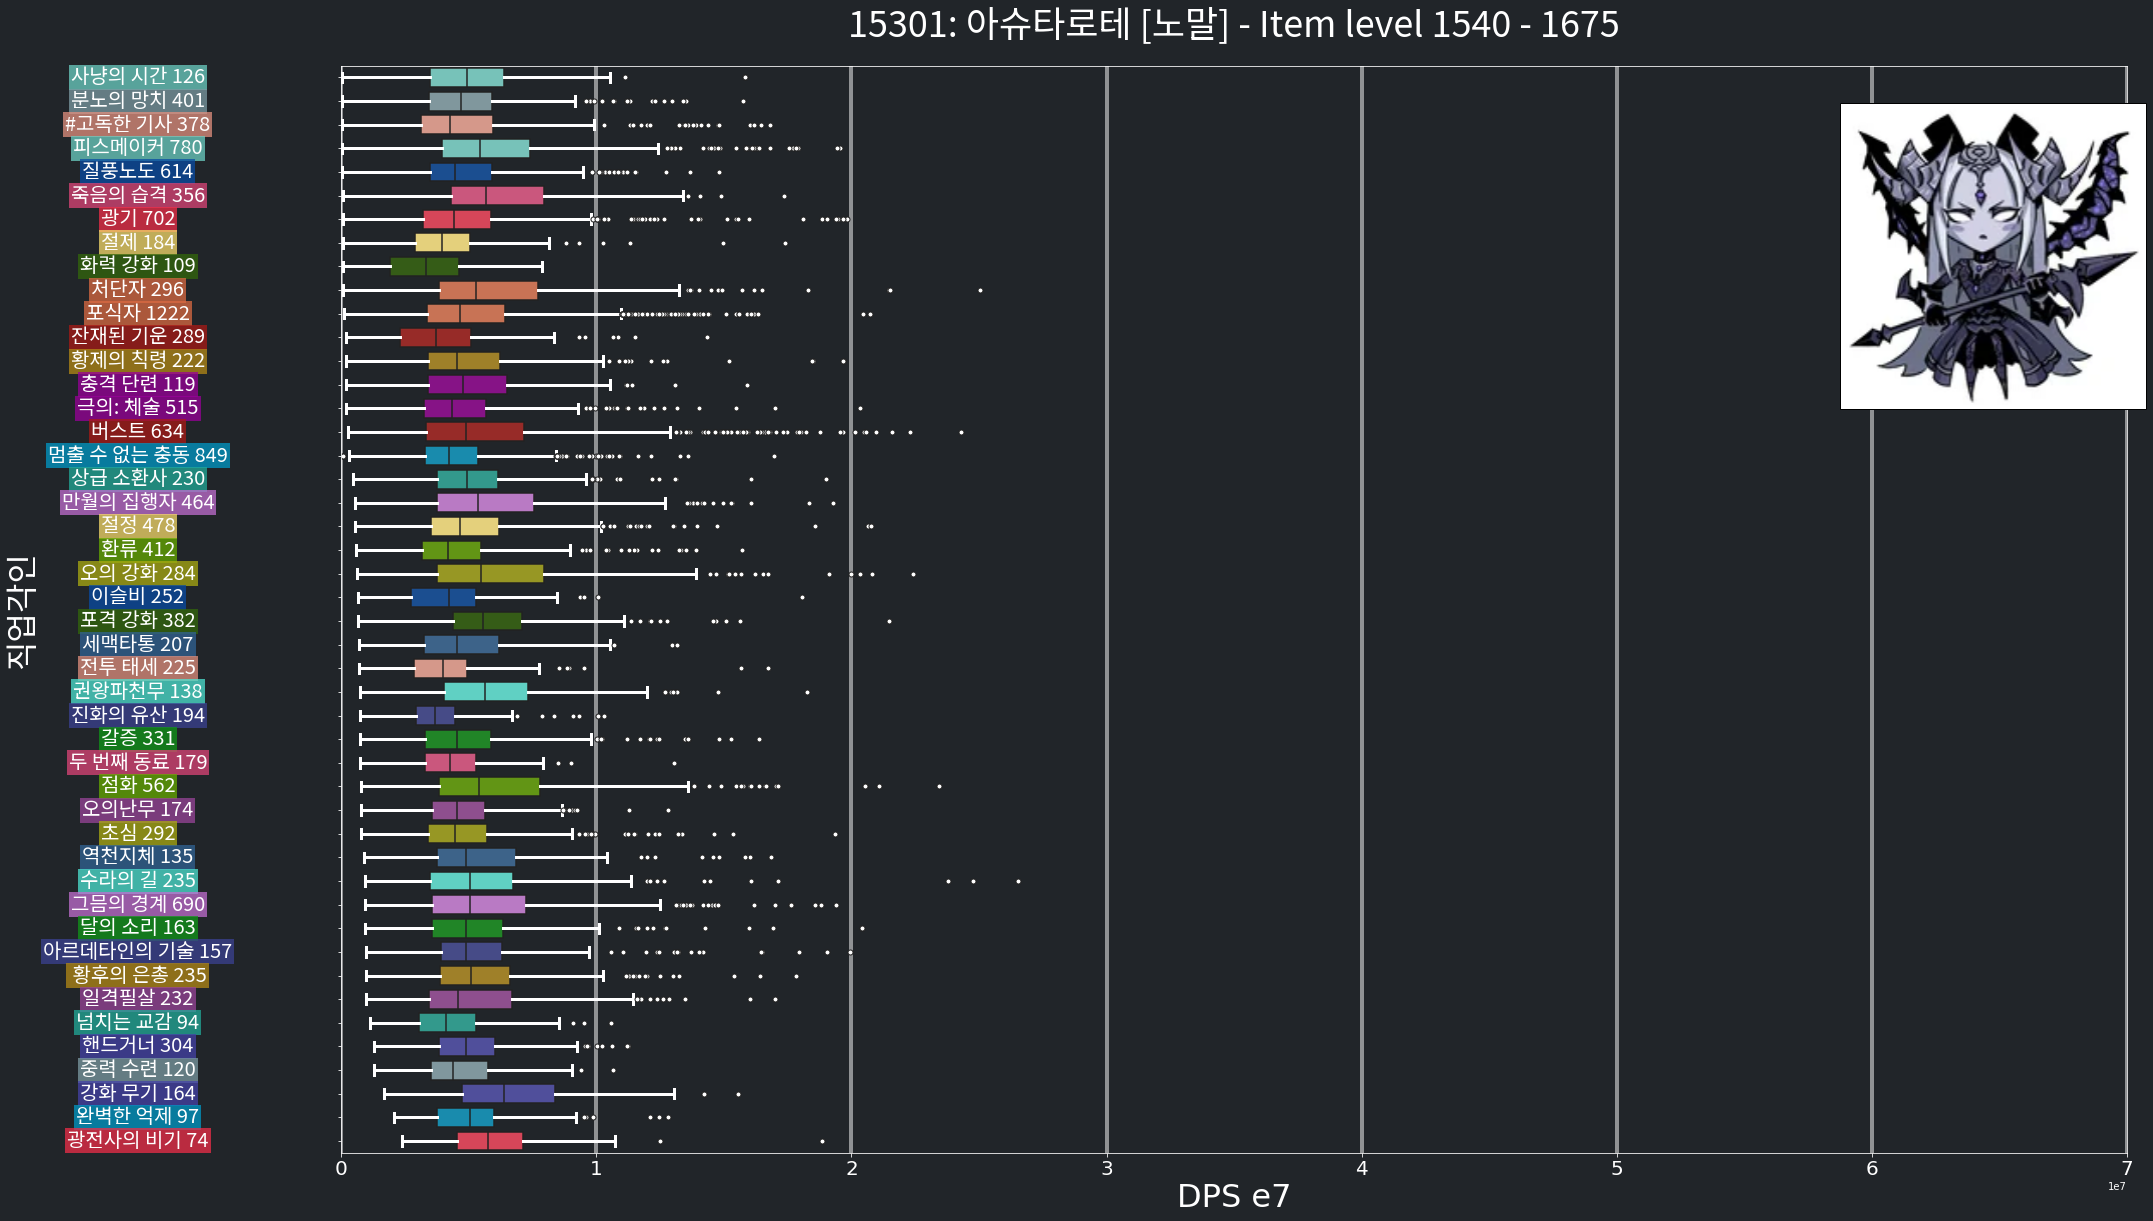 15301: 아슈타로테 [노말] - Item level 1540 - 1675
사냥의 시간 126
분노의 망치 401
#고독한 기사 378
피스메이커 780
질풍노도 614
죽음의 습격 356
광기 702
절제 184
화력 강화 109
처단자 296
포식자 1222
잔재된 기운 289
황제의 칙령 222
충격 단련 119
극의: 체술 515
버스트 634
멈출 수 없는 충동 849
상급 소환사 230
만월의 집행자 464
절정 478
환류 412
오의 강화 284
이슬비 252
포격 강화 382
세맥타통 207
전투 태세 225
권왕파천무 138
진화의 유산 194
갈증 331
두 번째 동료 179
점화 562
오의난무 174
초심 292
역천지체 135
수라의 길 235
그믐의 경계 690
달의 소리 163
아르데타인의 기술 157
황후의 은총 235
일격필살 232
넘치는 교감 94
핸드거너 304
중력 수련 120
강화 무기 164
완벽한 억제 97
광전사의 비기 74
직업각인
0 1 2 3 4 5 6 7
1e7
DPS e7